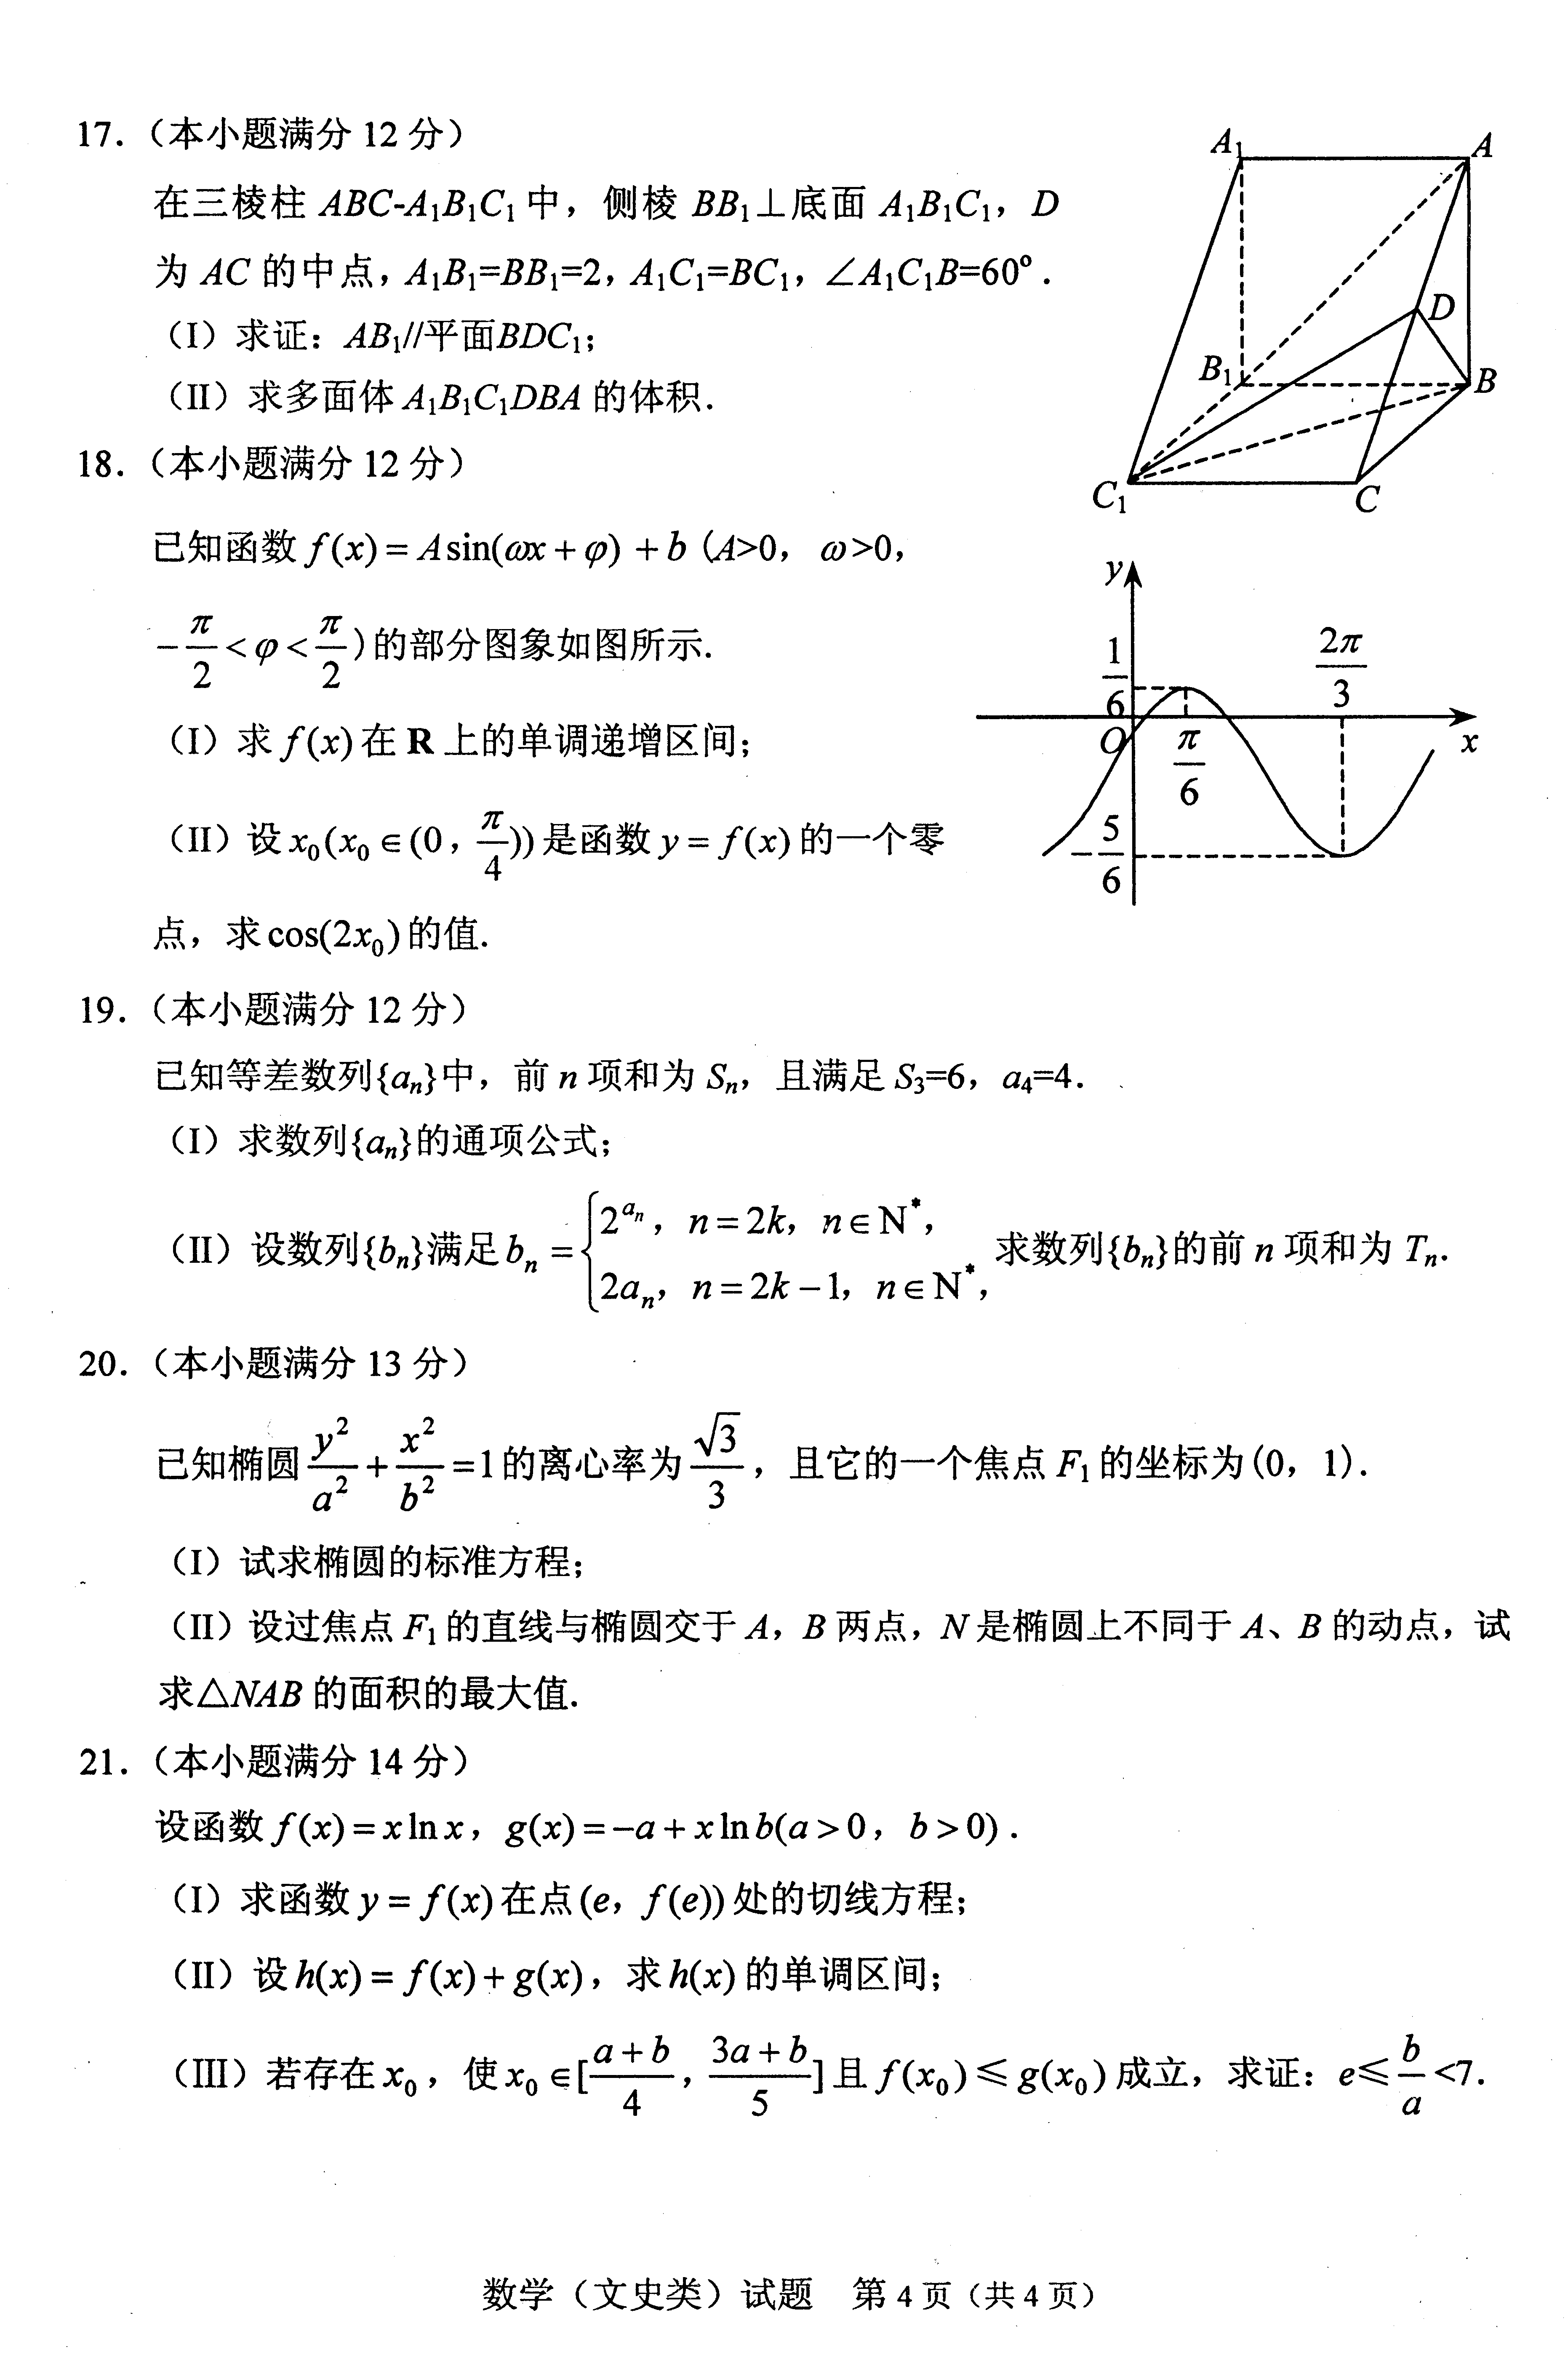 17.（本小题满分 12 分）
在三棱柱 ABC-A₁B₁C₁ 中，侧棱 BB₁⊥底面 A₁B₁C₁，D
为 AC 的中点，A₁B₁=BB₁=2，A₁C₁=BC₁，∠A₁C₁B=60°.
（I）求证：AB₁//平面BDC₁；
（II）求多面体 A₁B₁C₁DBA 的体积.
A₁
A
D
B₁
B
C₁
C
18.（本小题满分 12 分）
已知函数 f(x) = A sin(ωx + φ) + b（A>0，ω>0，
-π/2 < φ < π/2）的部分图象如图所示.
（I）求 f(x) 在 R 上的单调递增区间；
（II）设 x₀(x₀ ∈ (0，π/4)) 是函数 y = f(x) 的一个零
点，求 cos(2x₀) 的值.
y
1/6
2π/3
O
π/6
x
-5/6
19.（本小题满分 12 分）
已知等差数列{aₙ}中，前 n 项和为 Sₙ，且满足 S₃=6，a₄=4.
（I）求数列{aₙ}的通项公式；
（II）设数列{bₙ}满足 bₙ = { 2^{aₙ}，n = 2k，n ∈ N*，
2aₙ，n = 2k − 1，n ∈ N*， 求数列{bₙ}的前 n 项和为 Tₙ.
20.（本小题满分 13 分）
已知椭圆 y²/a² + x²/b² = 1 的离心率为 √3/3，且它的一个焦点 F₁ 的坐标为(0，1).
（I）试求椭圆的标准方程；
（II）设过焦点 F₁ 的直线与椭圆交于 A，B 两点，N 是椭圆上不同于 A、B 的动点，试
求△NAB 的面积的最大值.
21.（本小题满分 14 分）
设函数 f(x) = x ln x，g(x) = −a + x ln b(a > 0，b > 0).
（I）求函数 y = f(x) 在点(e，f(e)) 处的切线方程；
（II）设 h(x) = f(x) + g(x)，求 h(x) 的单调区间；
（III）若存在 x₀，使 x₀ ∈ [(a+b)/4，(3a+b)/5] 且 f(x₀) ≤ g(x₀) 成立，求证：e ≤ b/a < 7.
数学（文史类）试题 第 4 页（共 4 页）